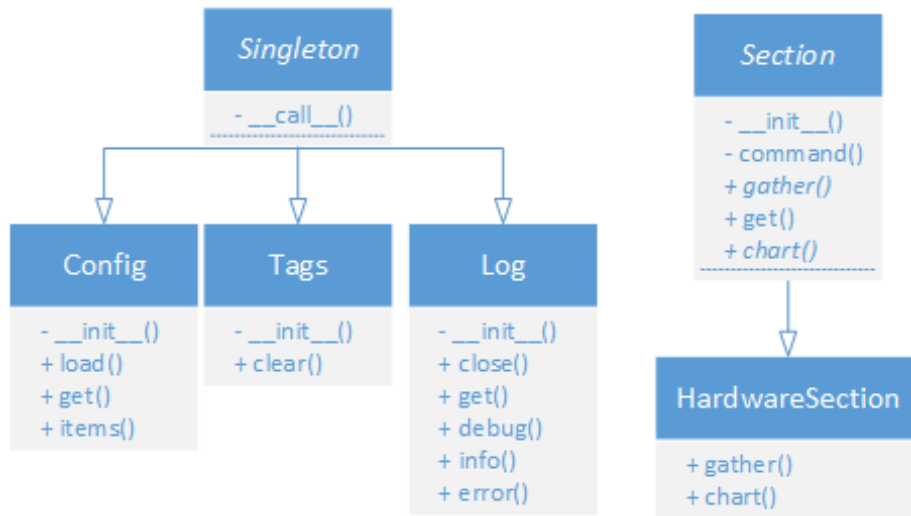 Singleton
- __call__()
Section
- __init__()
- command()
+ gather()
+ get()
+ chart()
Config
- __init__()
+ load()
+ get()
+ items()
Tags
- __init__()
+ clear()
Log
- __init__()
+ close()
+ get()
+ debug()
+ info()
+ error()
HardwareSection
+ gather()
+ chart()